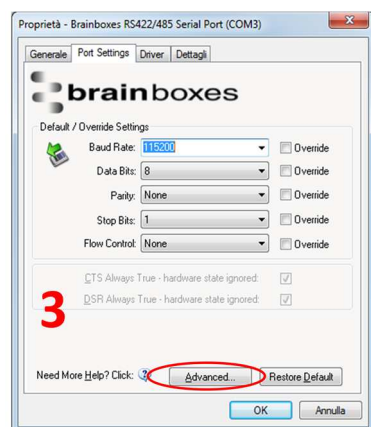 Proprietà - Brainboxes RS422/485 Serial Port (COM3)
Generale Port Settings Driver Dettagli
brainboxes
Default / Override Settings
Baud Rate: 115200 Override
Data Bits: 8 Override
Parity: None Override
Stop Bits: 1 Override
Flow Control: None Override
CTS Always True - hardware state ignored:
DSR Always True - hardware state ignored:
3
Need More Help? Click: Advanced... Restore Default
OK Annulla